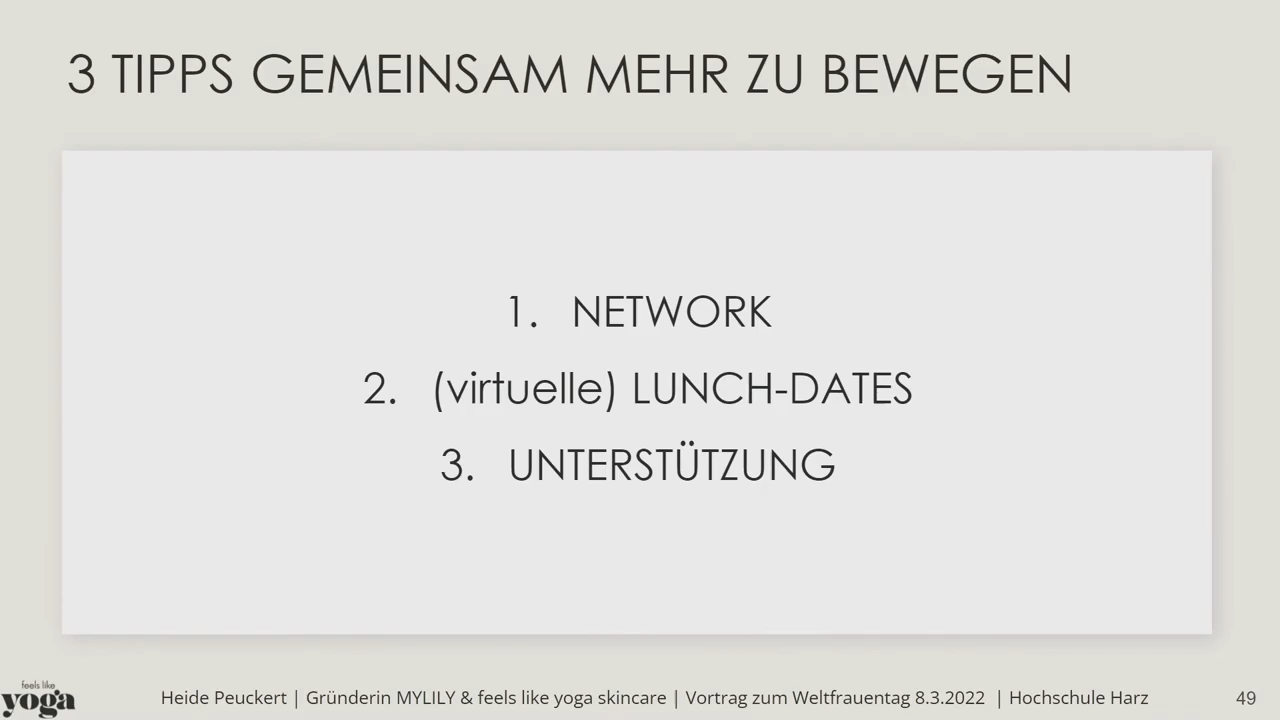 3 TIPPS GEMEINSAM MEHR ZU BEWEGEN
1. NETWORK
2. (virtuelle) LUNCH-DATES
3. UNTERSTÜTZUNG
feels like
yoga
Heide Peuckert | Gründerin MYLILY & feels like yoga skincare | Vortrag zum Weltfrauentag 8.3.2022 | Hochschule Harz
49